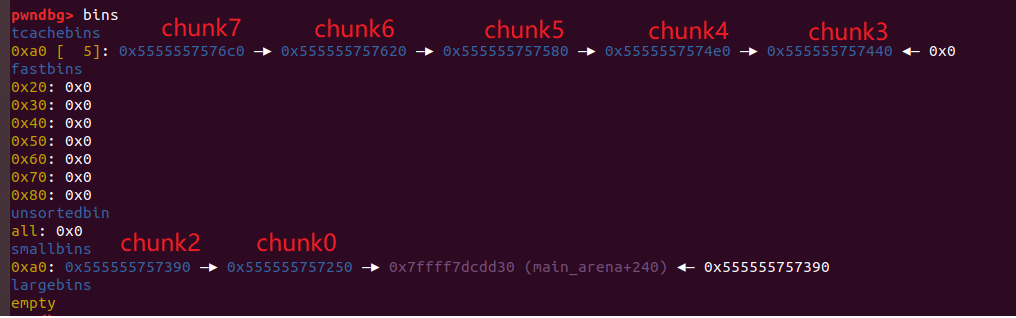 pwndbg> bins
tcachebins
chunk7 chunk6 chunk5 chunk4 chunk3
0xa0 [  5]: 0x5555557576c0 —▸ 0x555555757620 —▸ 0x555555757580 —▸ 0x5555557574e0 —▸ 0x555555757440 ◂— 0x0
fastbins
0x20: 0x0
0x30: 0x0
0x40: 0x0
0x50: 0x0
0x60: 0x0
0x70: 0x0
0x80: 0x0
unsortedbin
all: 0x0
smallbins
chunk2 chunk0
0xa0: 0x555555757390 —▸ 0x555555757250 —▸ 0x7ffff7dcdd30 (main_arena+240) ◂— 0x555555757390
largebins
empty